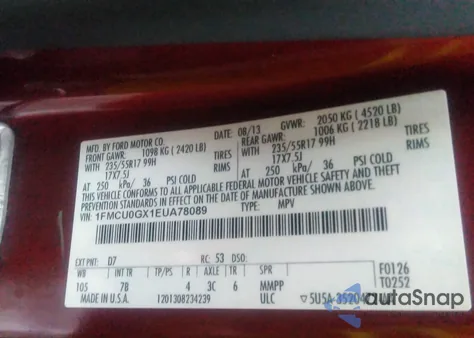 MFD. BY FORD MOTOR CO.
08/13 GVWR: 2050 KG (4520 LB)
FRONT GAWR: 1098 KG (2420 LB)
REAR GAWR: 1006 KG (2218 LB)
235/55R17 99H 235/55R17 99H
17X7.5J 17X7.5J
AT 250 kPa/ 36 PSI COLD AT 250 kPa/ 36 PSI COLD
THIS VEHICLE CONFORMS TO ALL APPLICABLE FEDERAL MOTOR VEHICLE SAFETY AND THEFT
PREVENTION STANDARDS IN EFFECT ON THE DATE OF MANUFACTURE SHOWN ABOVE.
VIN: 1FMCU0GX1EUA78089
TYPE: MPV
EXT PNT: D7 RC: 53 DSO: F0126
WB INT TR TP/PS R AXLE TR SPR T0252
105 7B 4 3C 6 MMPP
MADE IN U.S.A. 1201308234239 ULC 5U5A-
autoSnap